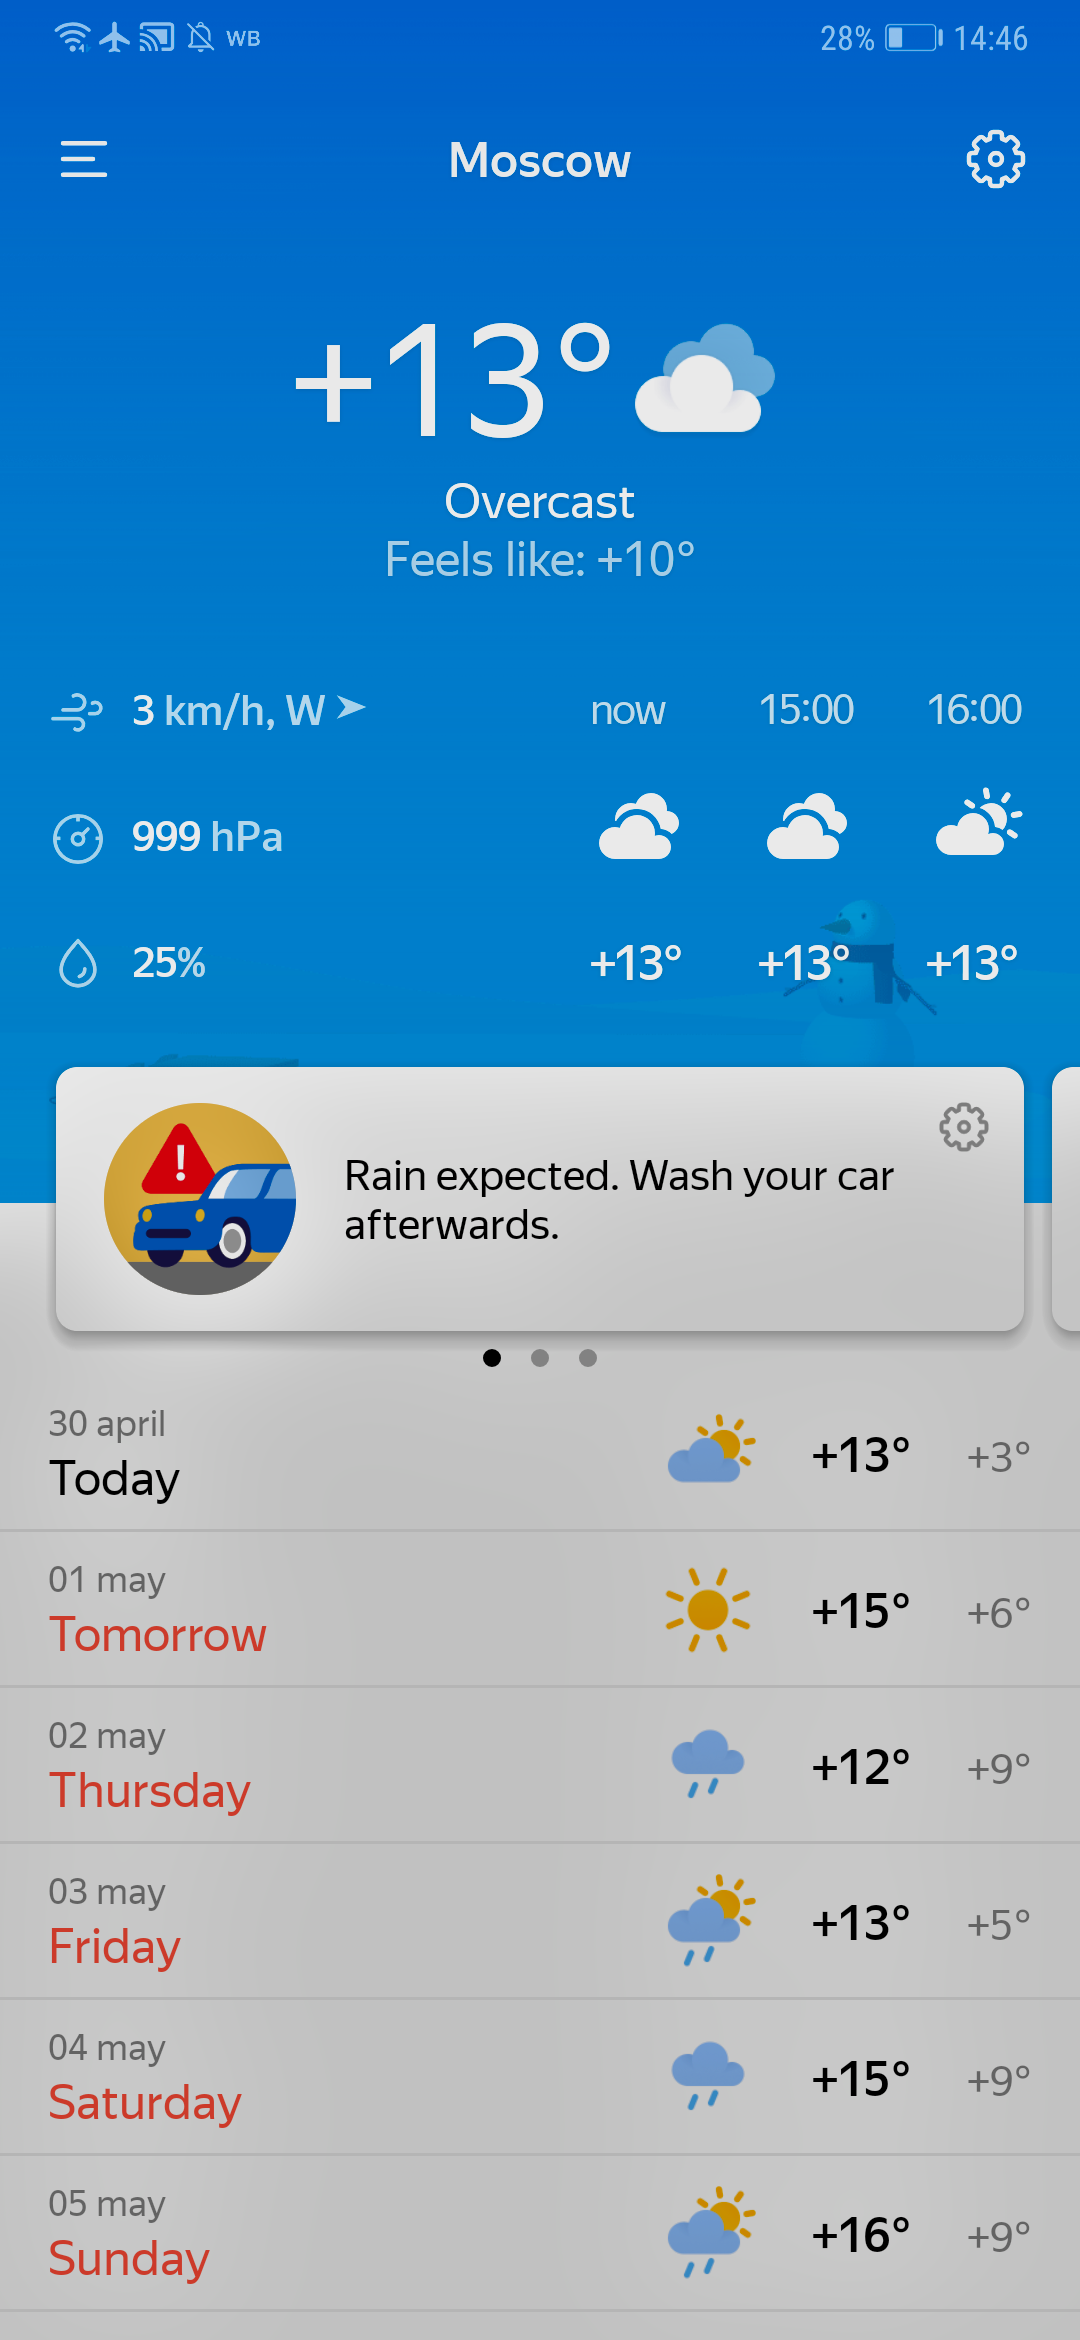 WB 28% 14:46
Moscow
+13°
Overcast
Feels like: +10°
3 km/h, W now 15:00 16:00
999 hPa
25% +13° +13° +13°
Rain expected. Wash your car
afterwards.
30 april
Today +13° +3°
01 may
Tomorrow +15° +6°
02 may
Thursday +12° +9°
03 may
Friday +13° +5°
04 may
Saturday +15° +9°
05 may
Sunday +16° +9°